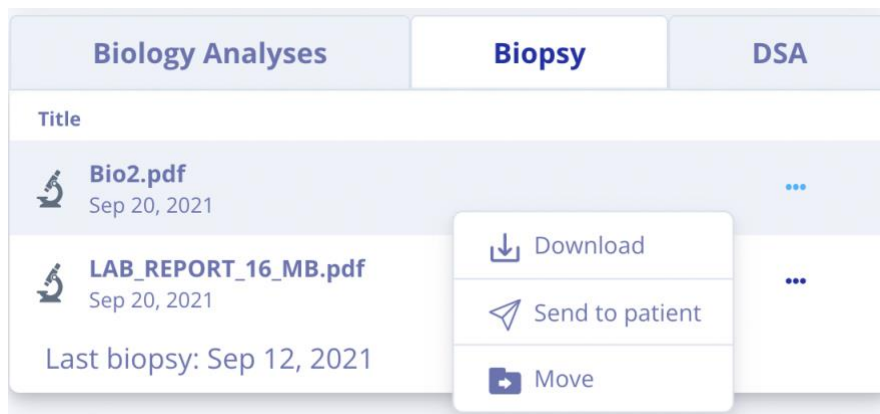 Biology Analyses Biopsy DSA
Title
Bio2.pdf
Sep 20, 2021
Download
LAB_REPORT_16_MB.pdf
Sep 20, 2021
Send to patient
Last biopsy: Sep 12, 2021
Move